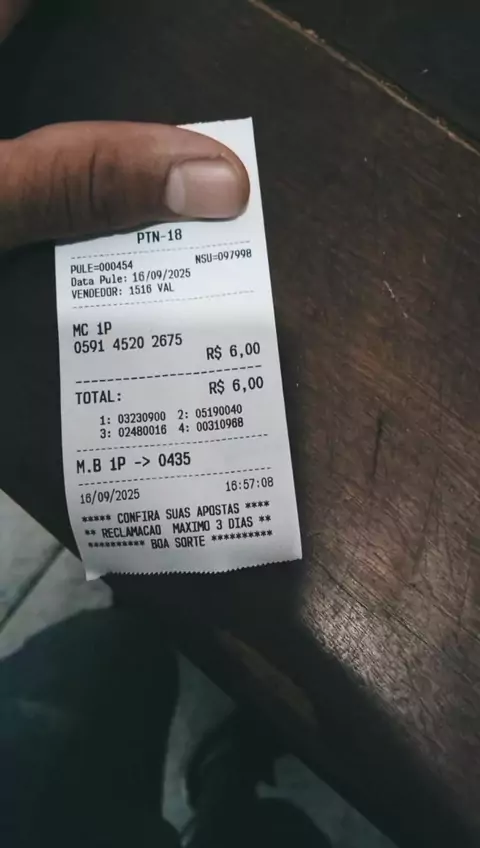 PTN-18
PULE=000454 NSU=097998
Data Pule: 16/09/2025
VENDEDOR: 1516 VAL
MC 1P
0591 4520 2675
R$ 6,00
TOTAL: R$ 6,00
1: 03230900 2: 05190040
3: 02480016 4: 00310968
M.B 1P -> 0435
16/09/2025 16:57:08
***** CONFIRA SUAS APOSTAS ****
** RECLAMACAO MAXIMO 3 DIAS **
********** BOA SORTE **********